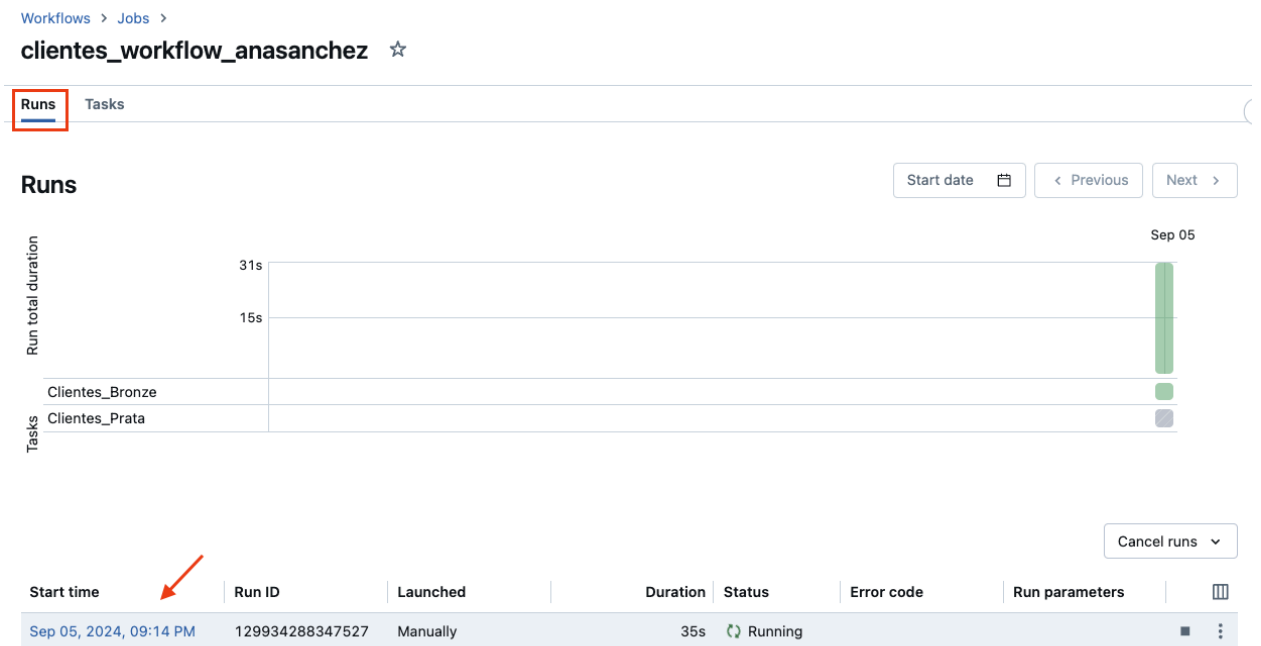 Workflows > Jobs >
clientes_workflow_anasanchez
Runs Tasks
Runs
Start date
Previous
Next
Sep 05
Run total duration
31s
15s
Tasks
Clientes_Bronze
Clientes_Prata
Cancel runs
Start time Run ID Launched Duration Status Error code Run parameters
Sep 05, 2024, 09:14 PM 129934288347527 Manually 35s Running